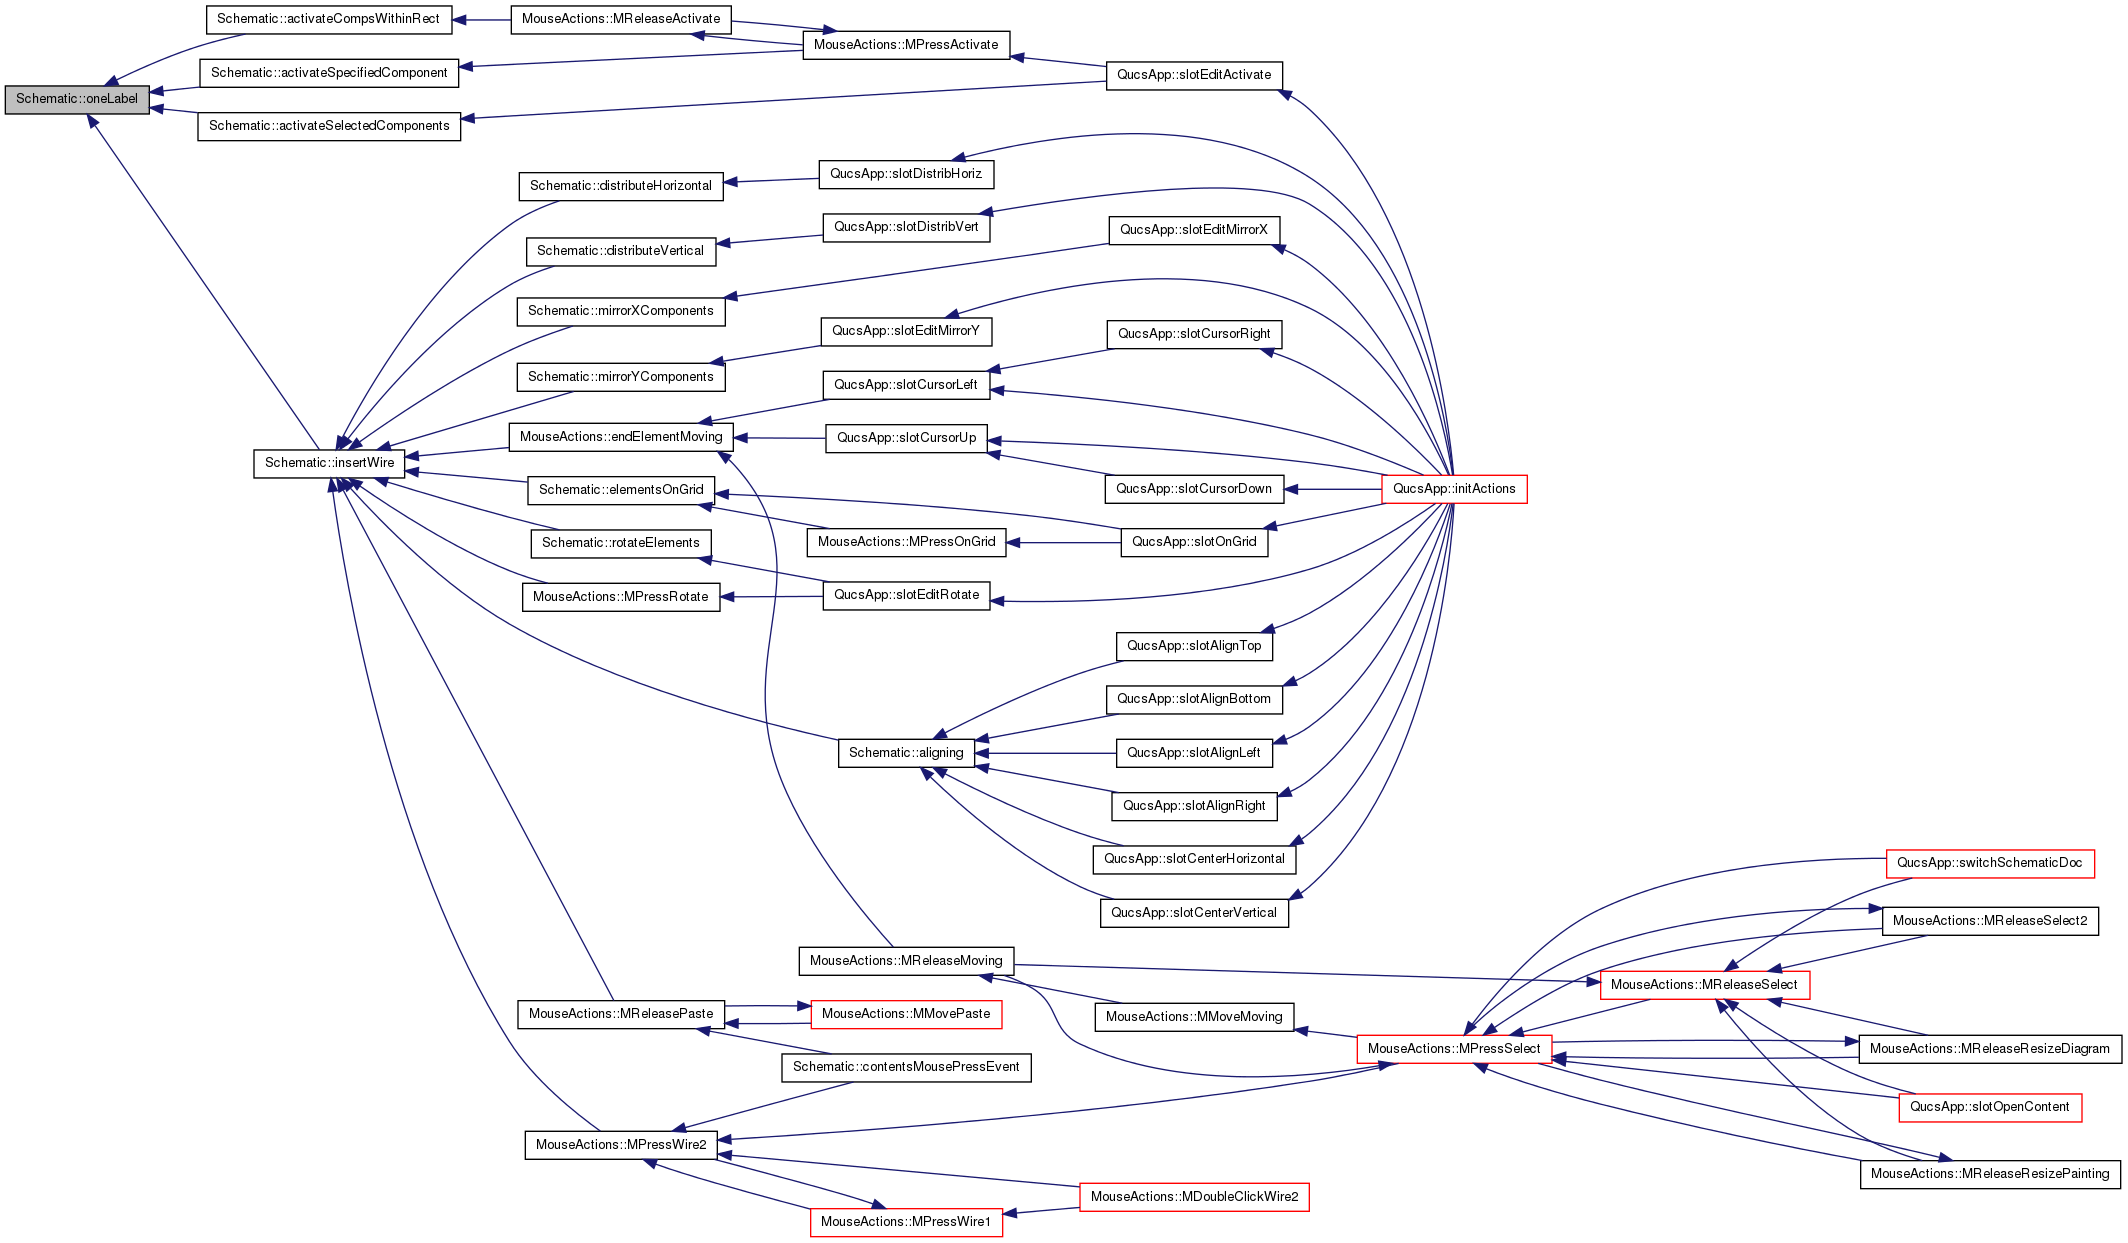 Schematic::oneLabel
Schematic::activateCompsWithinRect
Schematic::activateSpecifiedComponent
Schematic::activateSelectedComponents
Schematic::insertWire
MouseActions::MReleaseActivate
MouseActions::MPressActivate
QucsApp::slotEditActivate
Schematic::distributeHorizontal
QucsApp::slotDistribHoriz
Schematic::distributeVertical
QucsApp::slotDistribVert
Schematic::mirrorXComponents
QucsApp::slotEditMirrorX
Schematic::mirrorYComponents
QucsApp::slotEditMirrorY
MouseActions::endElementMoving
QucsApp::slotCursorLeft
QucsApp::slotCursorRight
QucsApp::slotCursorUp
QucsApp::slotCursorDown
QucsApp::initActions
Schematic::elementsOnGrid
MouseActions::MPressOnGrid
QucsApp::slotOnGrid
Schematic::rotateElements
MouseActions::MPressRotate
QucsApp::slotEditRotate
Schematic::aligning
QucsApp::slotAlignTop
QucsApp::slotAlignBottom
QucsApp::slotAlignLeft
QucsApp::slotAlignRight
QucsApp::slotCenterHorizontal
QucsApp::slotCenterVertical
MouseActions::MReleaseMoving
MouseActions::MReleasePaste
MouseActions::MMovePaste
Schematic::contentsMousePressEvent
MouseActions::MMoveMoving
MouseActions::MPressSelect
MouseActions::MReleaseSelect
QucsApp::switchSchematicDoc
MouseActions::MReleaseSelect2
MouseActions::MReleaseResizeDiagram
QucsApp::slotOpenContent
MouseActions::MReleaseResizePainting
MouseActions::MPressWire2
MouseActions::MDoubleClickWire2
MouseActions::MPressWire1